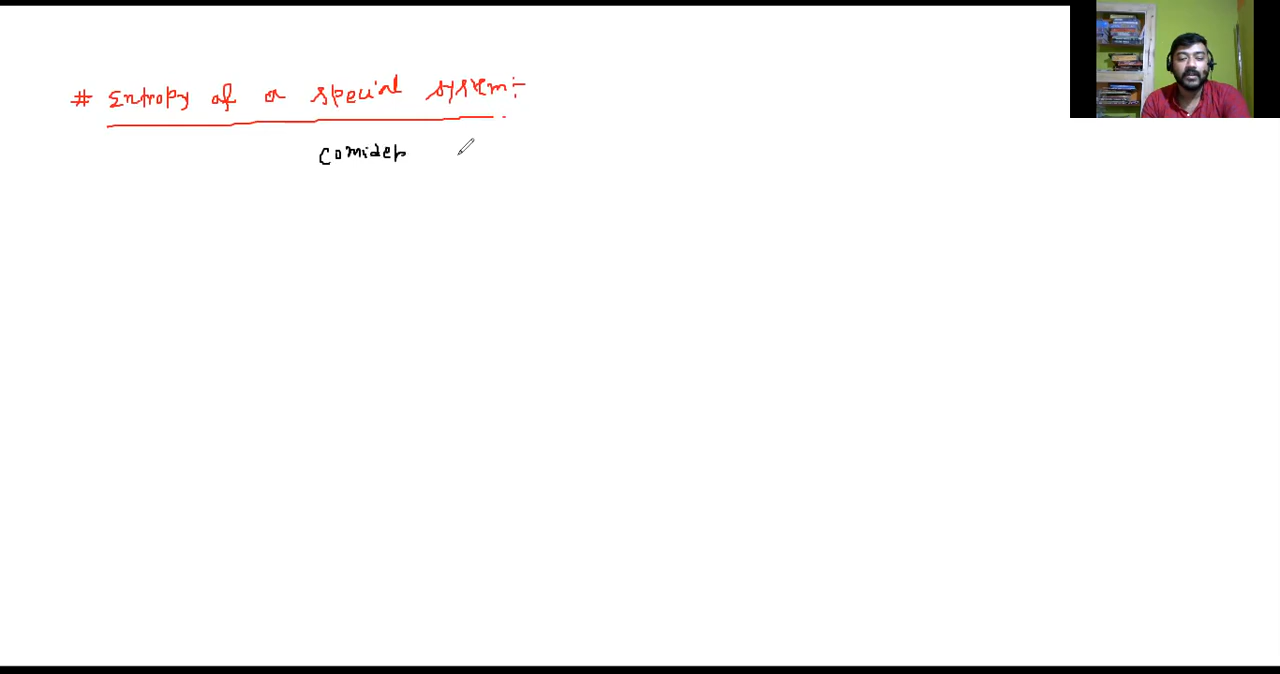 # Entropy of a special system:-
Consider